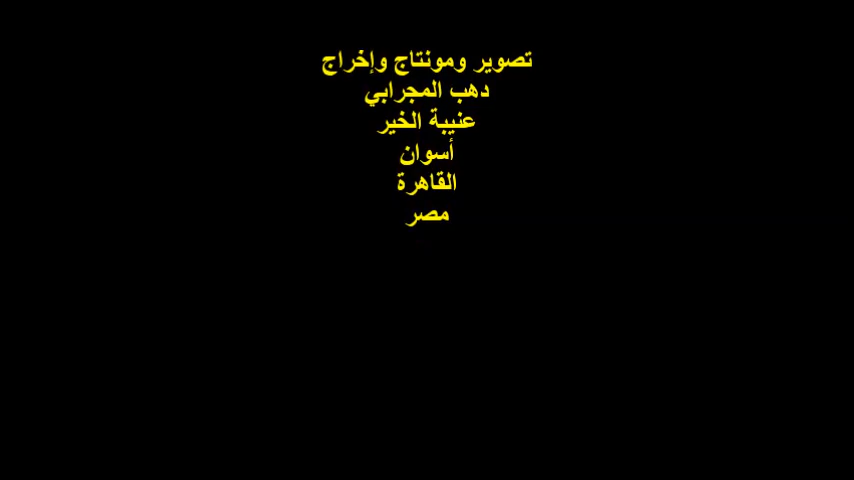 تصوير ومونتاج وإخراج
دهب المجرابي
عنيبة الخير
أسوان
القاهرة
مصر